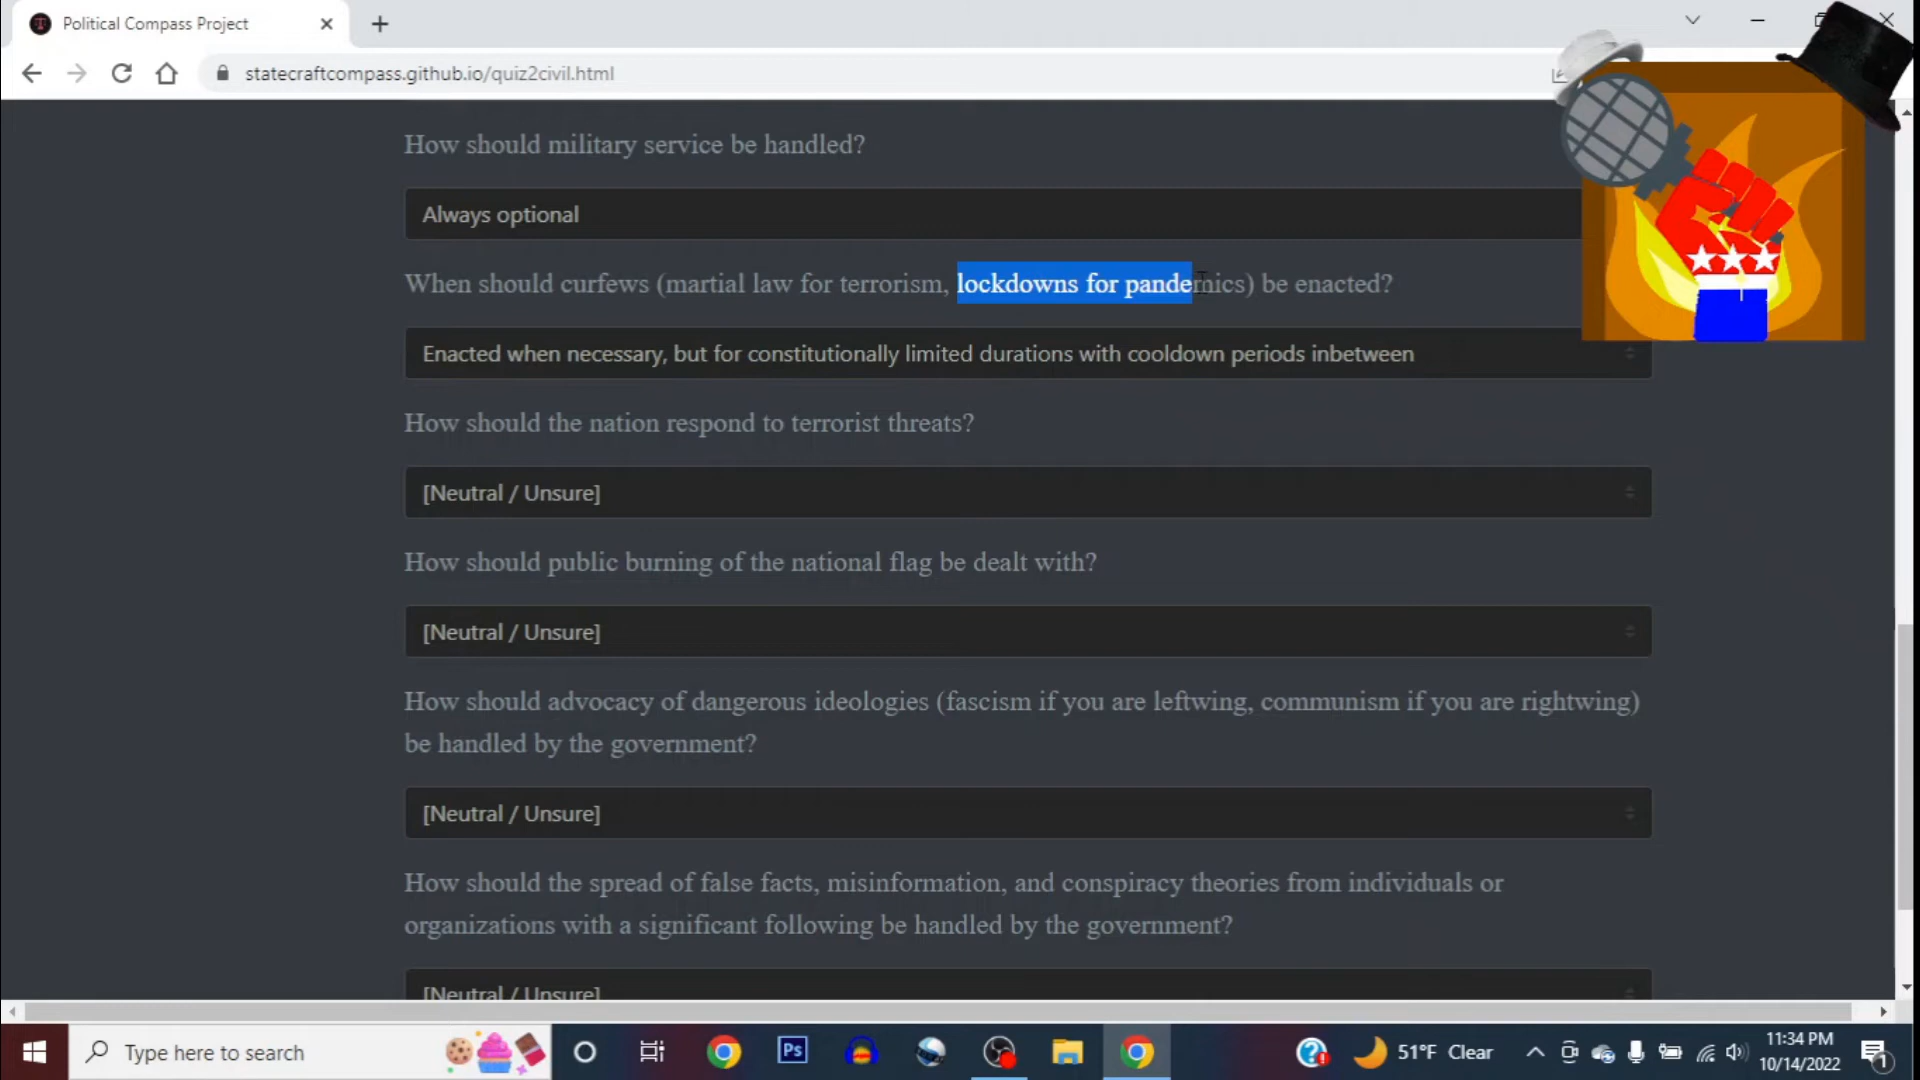 Political Compass Project
statecraftcompass.github.io/quiz2civil.html
How should military service be handled?
Always optional
When should curfews (martial law for terrorism, lockdowns for pandemics) be enacted?
Enacted when necessary, but for constitutionally limited durations with cooldown periods inbetween
How should the nation respond to terrorist threats?
[Neutral / Unsure]
How should public burning of the national flag be dealt with?
[Neutral / Unsure]
How should advocacy of dangerous ideologies (fascism if you are leftwing, communism if you are rightwing)
be handled by the government?
[Neutral / Unsure]
How should the spread of false facts, misinformation, and conspiracy theories from individuals or
organizations with a significant following be handled by the government?
[Neutral / Unsure]
Type here to search
Ps
51°F Clear
11:34 PM
10/14/2022
1